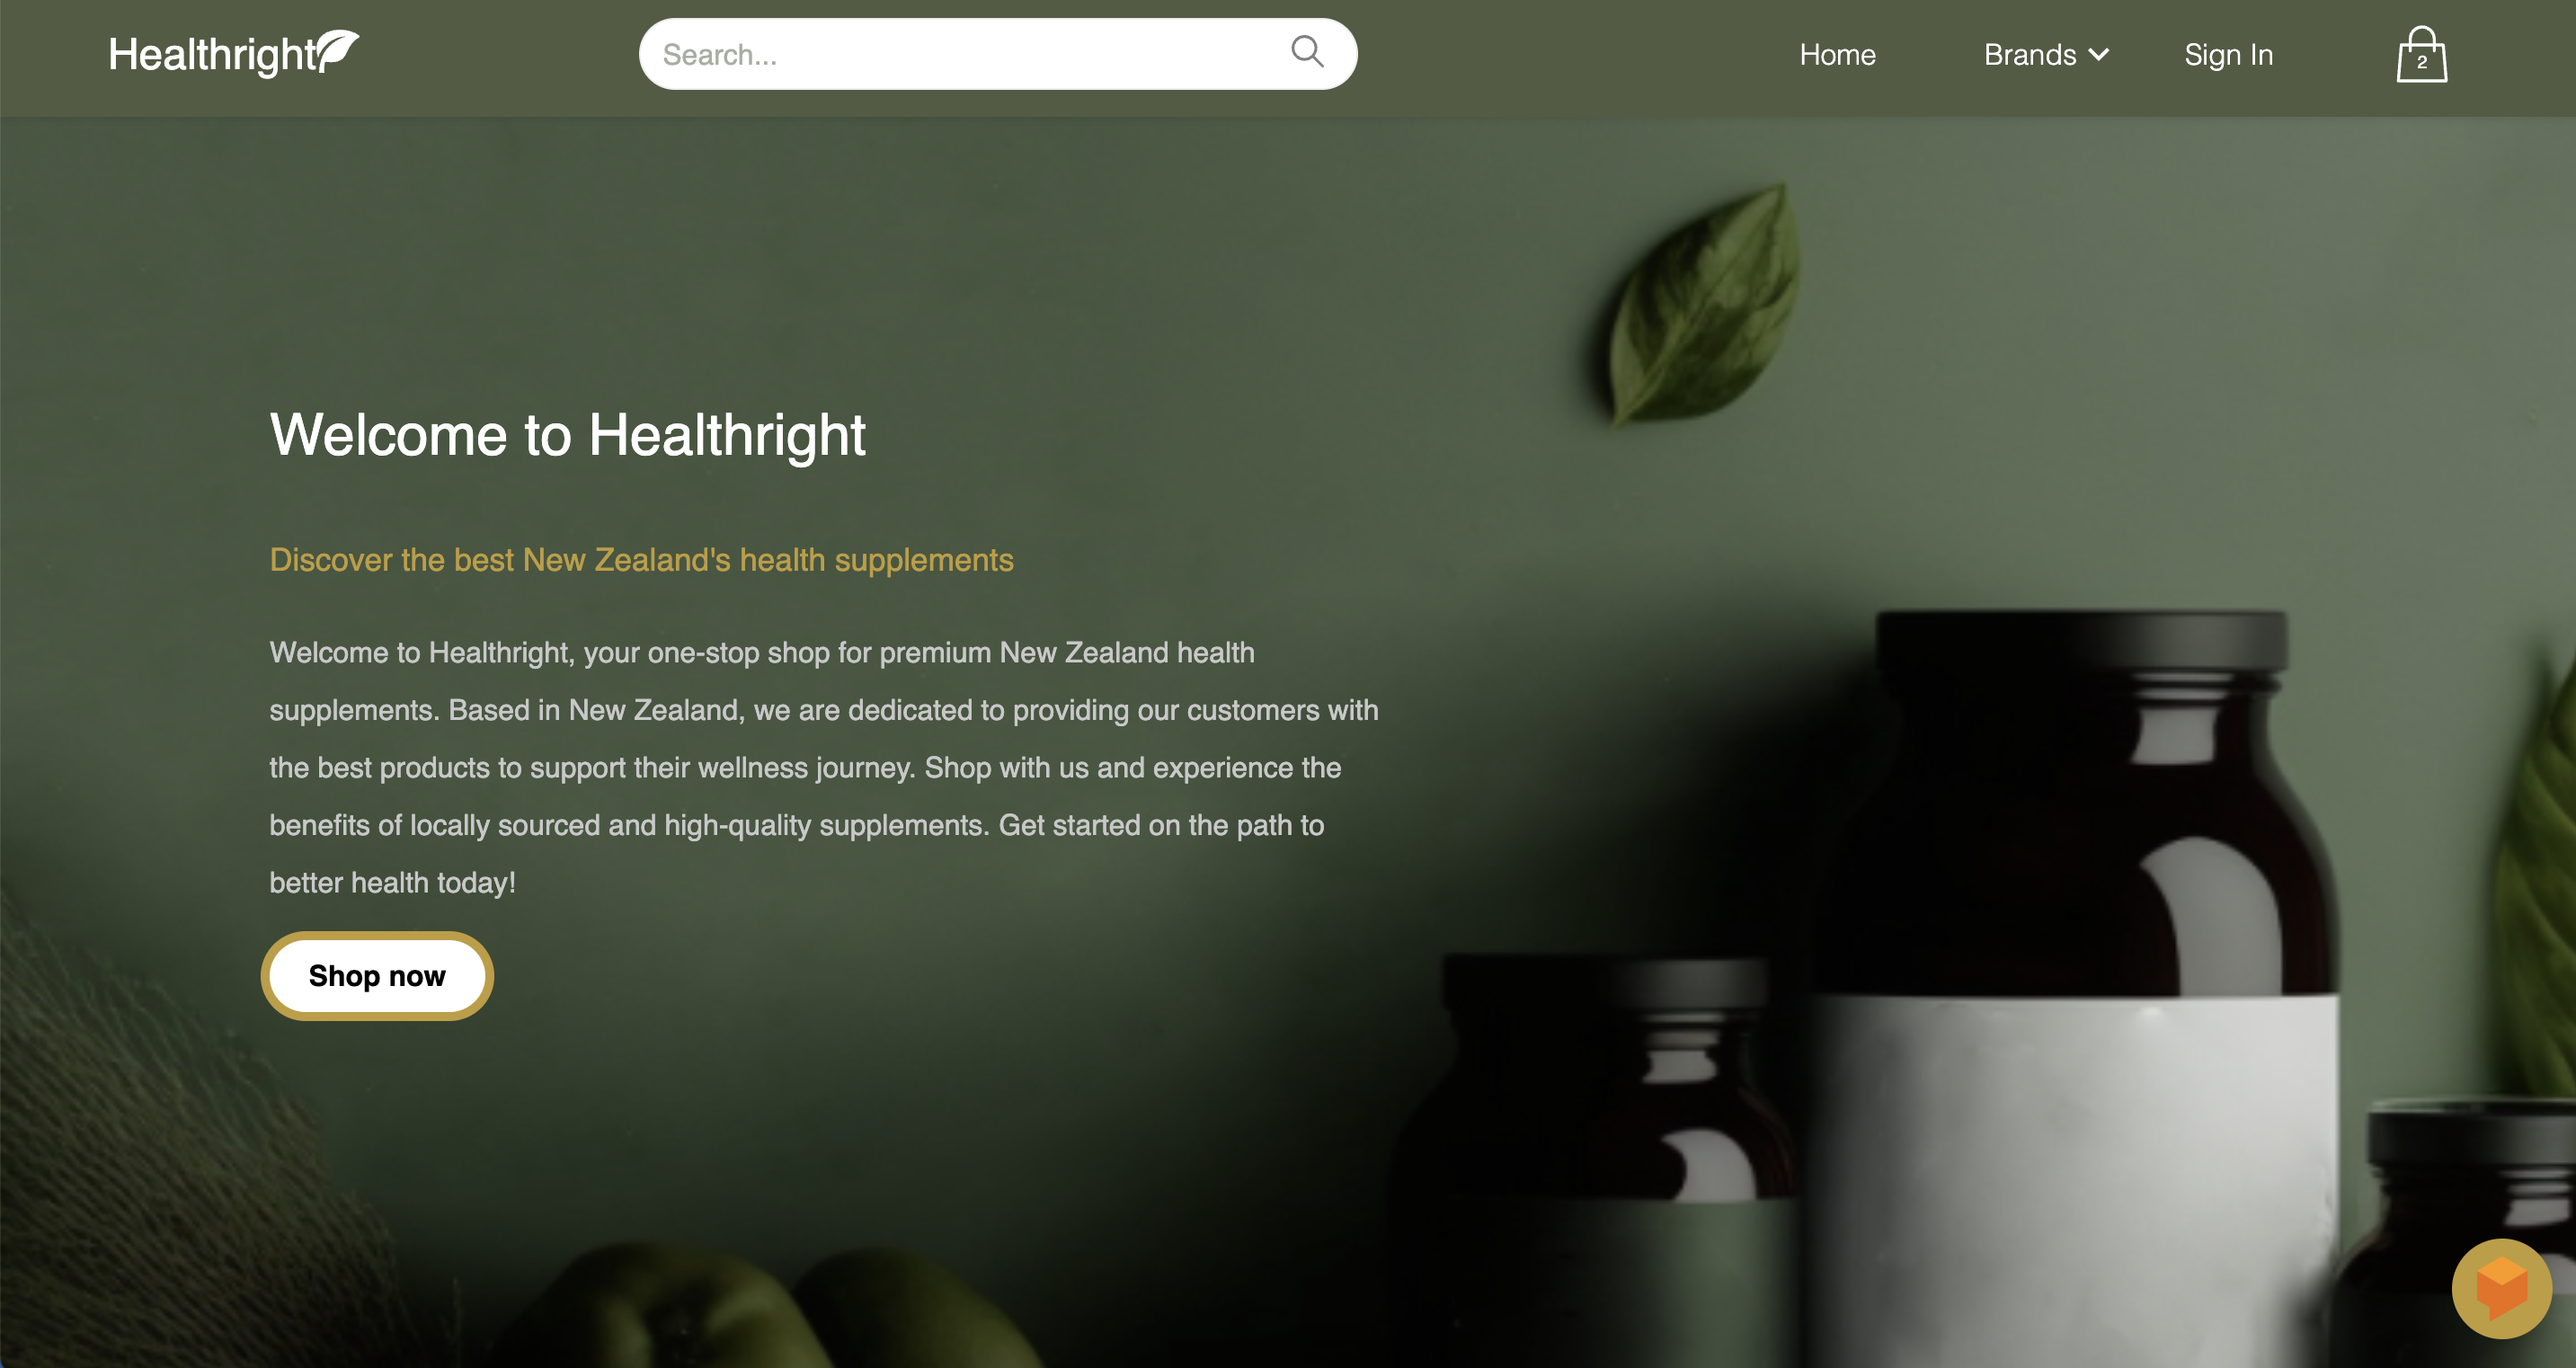 Healthright
Search...
Home
Brands
Sign In
2
Welcome to Healthright
Discover the best New Zealand's health supplements
Welcome to Healthright, your one-stop shop for premium New Zealand health
supplements. Based in New Zealand, we are dedicated to providing our customers with
the best products to support their wellness journey. Shop with us and experience the
benefits of locally sourced and high-quality supplements. Get started on the path to
better health today!
Shop now